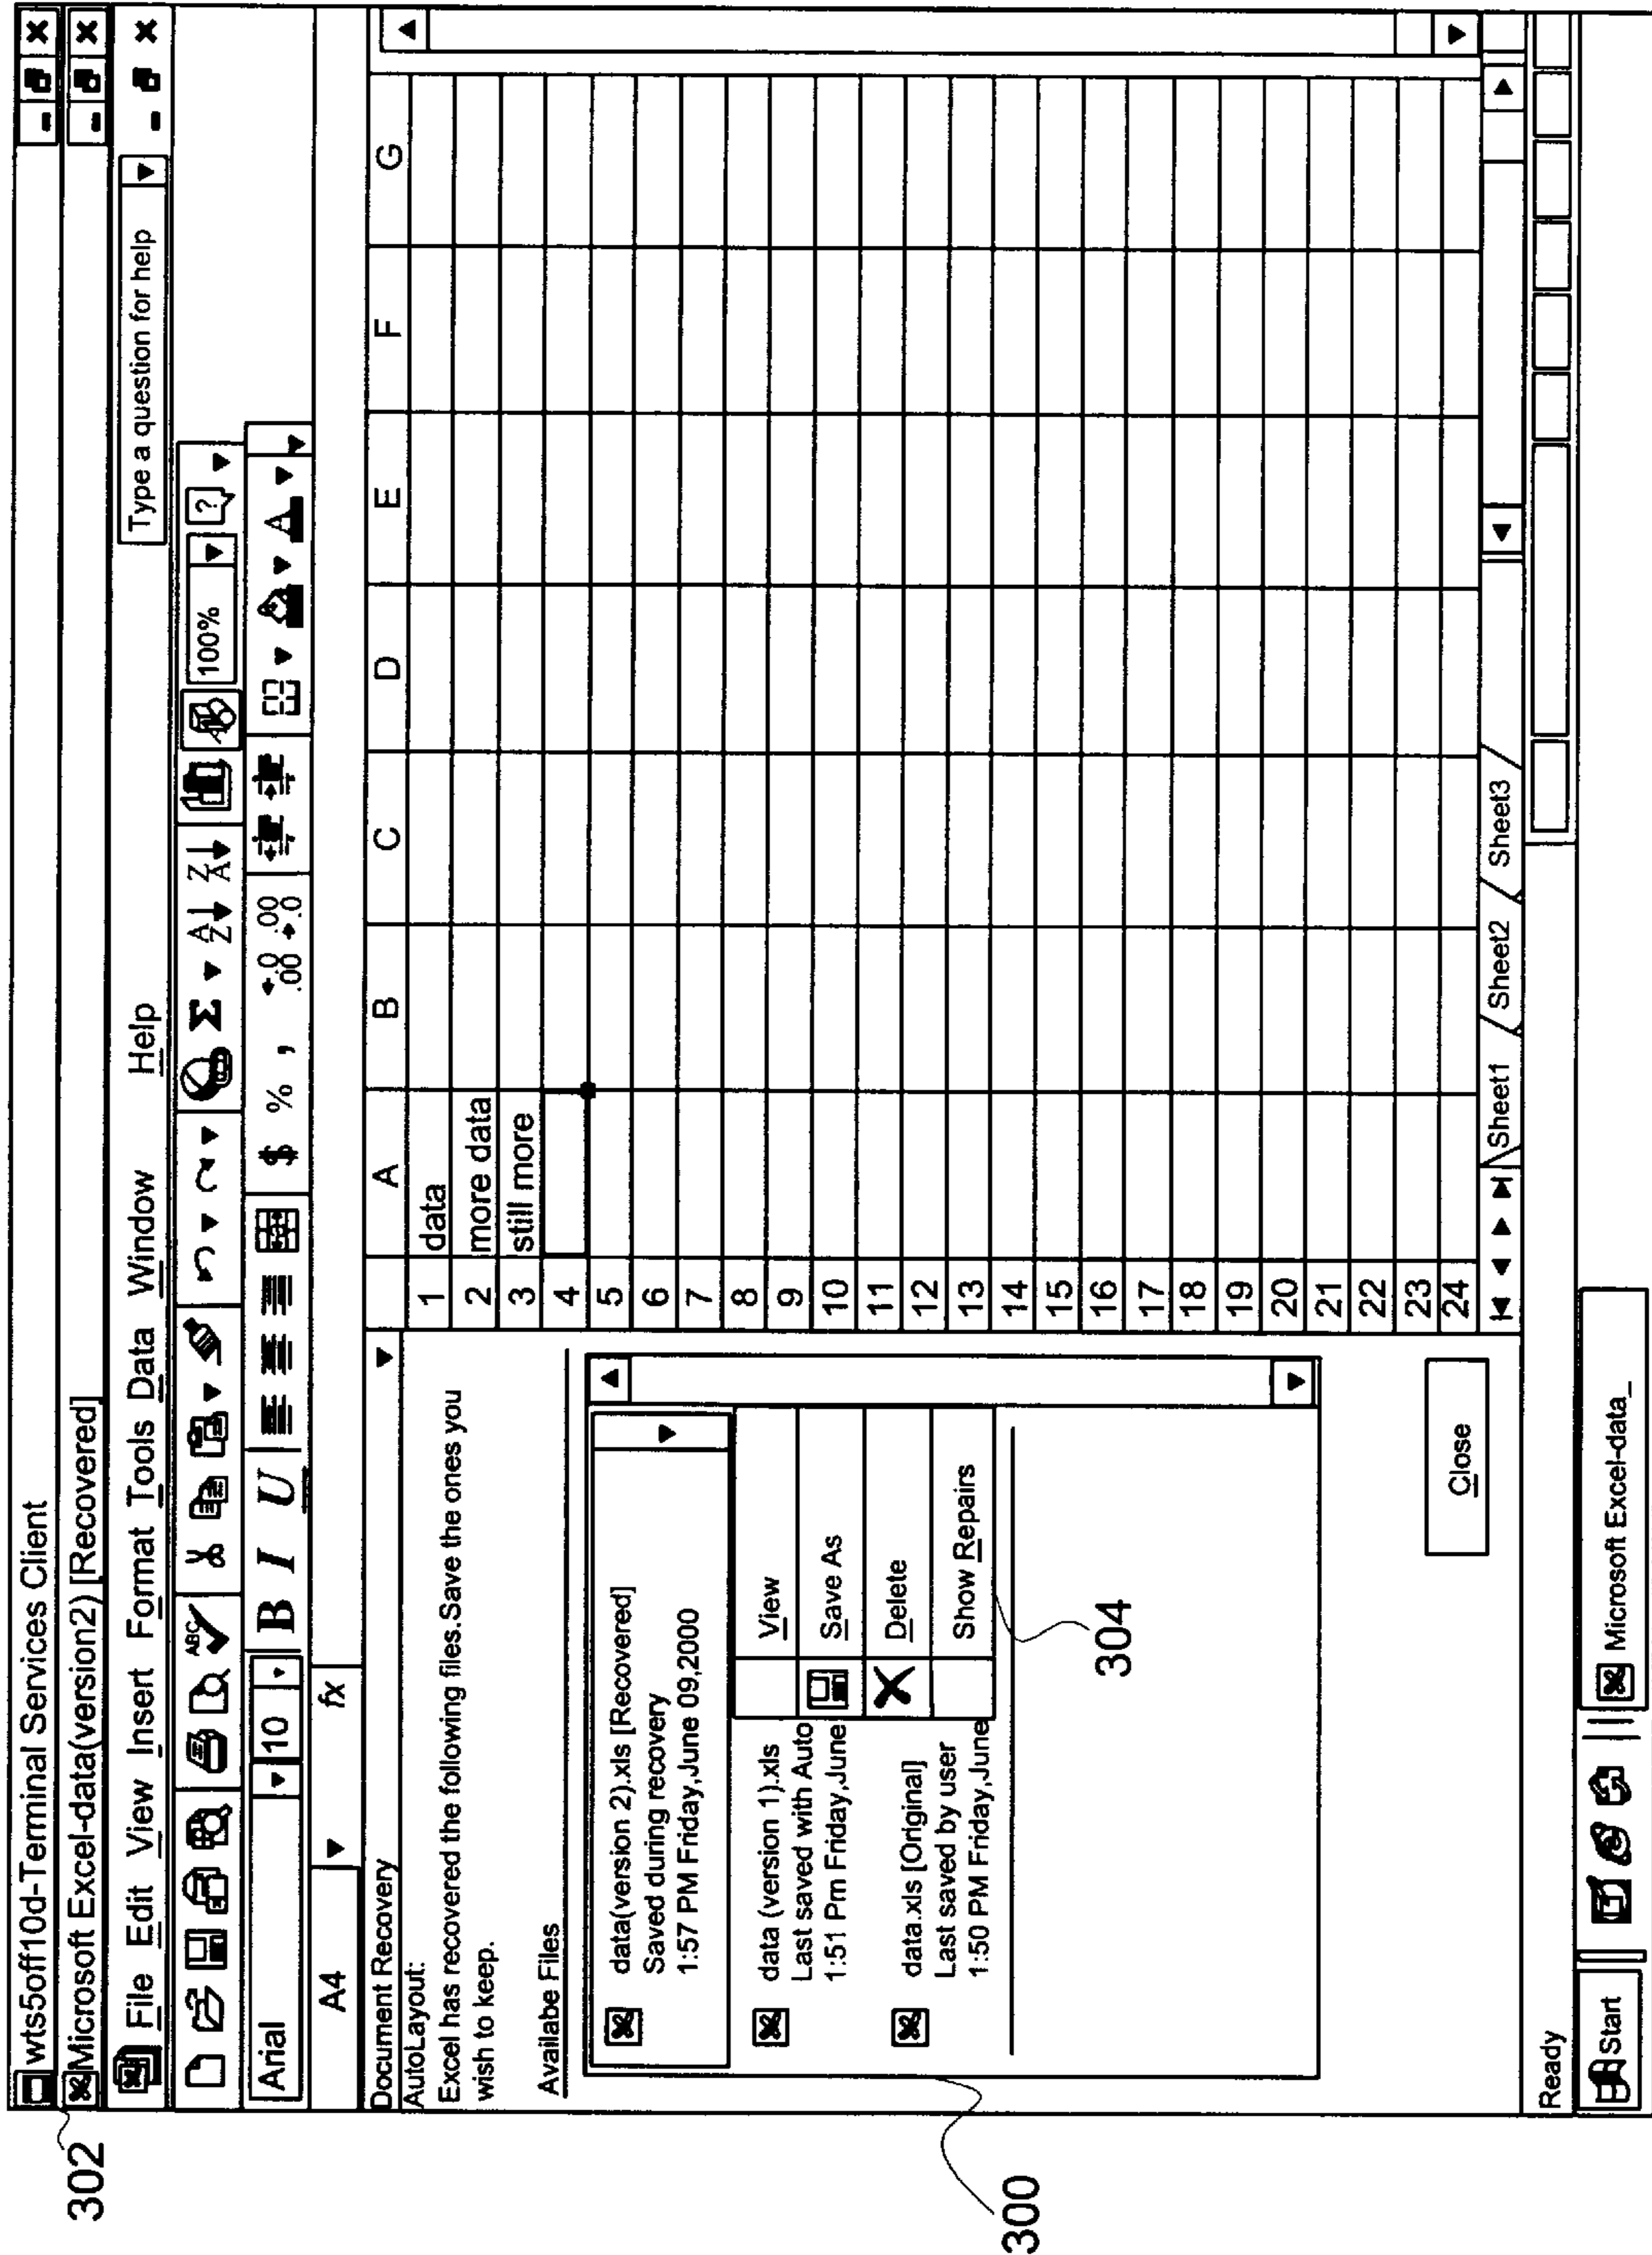 wts5off10d-Terminal Services Client
302
Microsoft Excel-data(version2) [Recovered]
File Edit View Insert Format Tools Data Window Help
Type a question for help
ABC
Σ
A Z
Z A
100%
?
Arial
10
B I U
$ % ,
.0 .00
.00 .0
A
A4
fx
Document Recovery
A B C D E F G
AutoLayout:
Excel has recovered the following files.Save the ones you
wish to keep.
Availabe Files
data(version 2).xls [Recovered]
Saved during recovery
1:57 PM Friday,June 09,2000
data (version 1).xls
Last saved with Auto
1:51 Pm Friday,June
data.xls [Original]
Last saved by user
1:50 PM Friday,June
View
Save As
Delete
Show Repairs
304
300
Close
1 data
2 more data
3 still more
4
5
6
7
8
9
10
11
12
13
14
15
16
17
18
19
20
21
22
23
24
Sheet1 Sheet2 Sheet3
Ready
Start
Microsoft Excel-data_